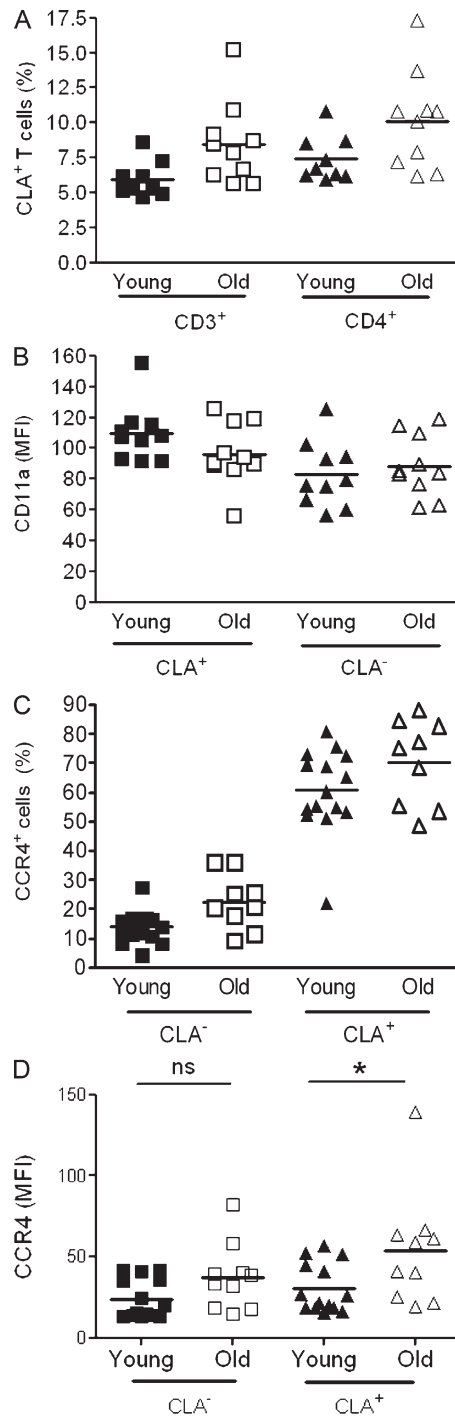 A
CLA+ T cells (%)
17.5
15.0
12.5
10.0
7.5
5.0
2.5
0.0
Young Old Young Old
CD3+ CD4+
B
CD11a (MFI)
160
140
120
100
80
60
40
20
0
Young Old Young Old
CLA+ CLA-
C
CCR4+ cells (%)
90
80
70
60
50
40
30
20
10
0
Young Old Young Old
CLA- CLA+
D
ns *
CCR4 (MFI)
150
100
50
0
Young Old Young Old
CLA- CLA+